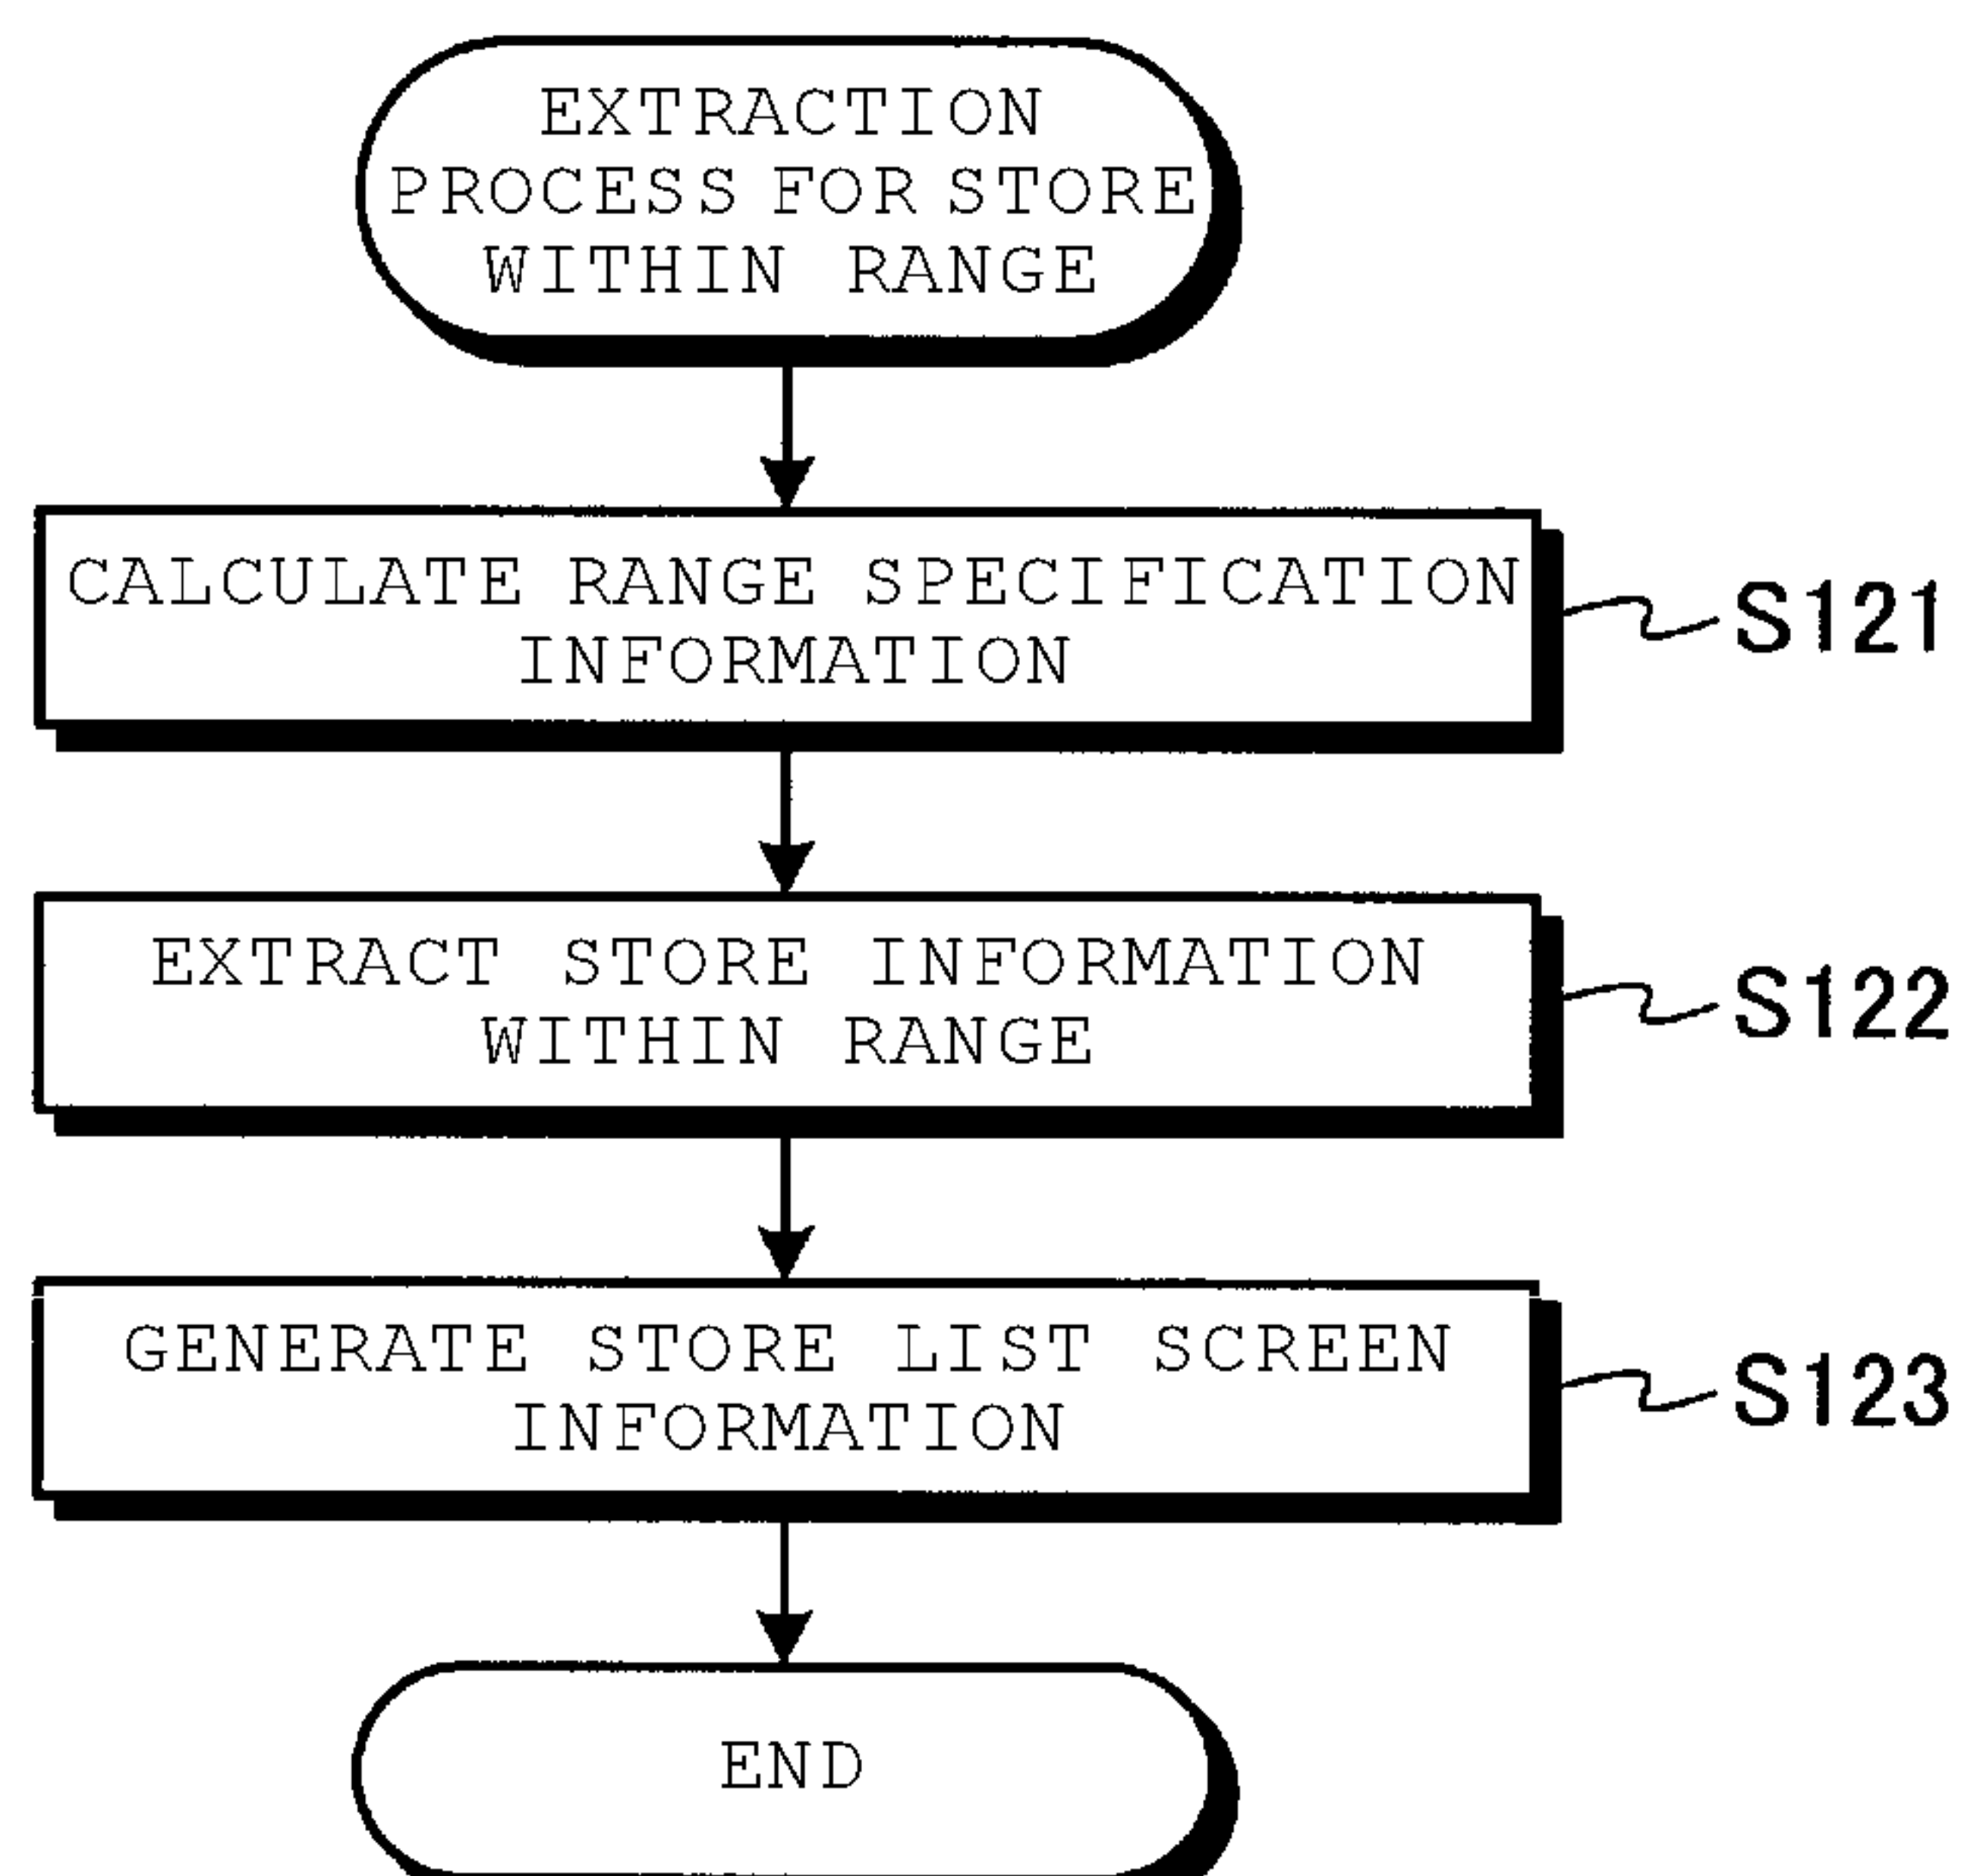 EXTRACTION
PROCESS FOR STORE
WITHIN RANGE
CALCULATE RANGE SPECIFICATION
INFORMATION
S121
EXTRACT STORE INFORMATION
WITHIN RANGE
S122
GENERATE STORE LIST SCREEN
INFORMATION
S123
END